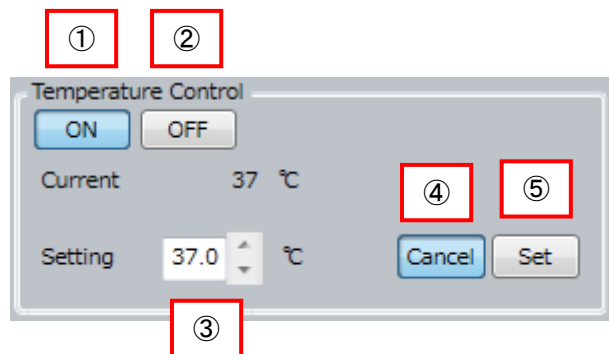 ① ②
Temperature Control
ON OFF
Current 37 ℃
④ ⑤
Setting 37.0 ℃ Cancel Set
③